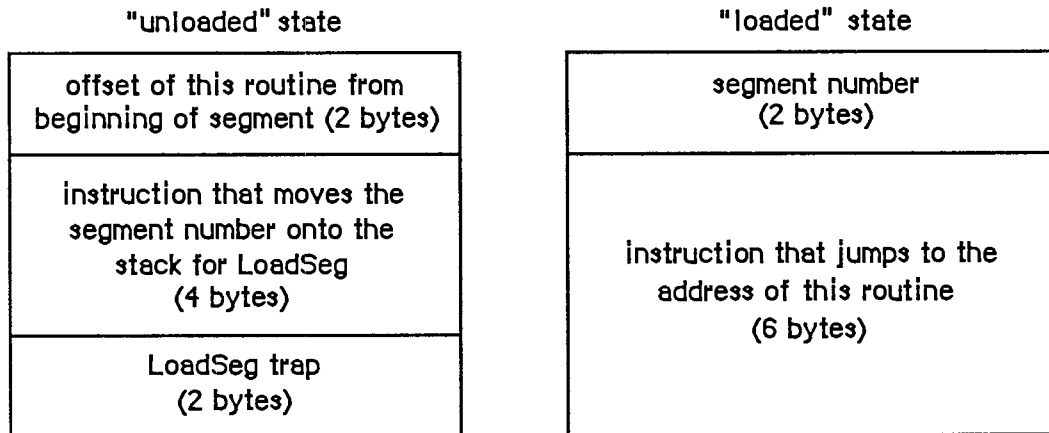 "unloaded" state
offset of this routine from
beginning of segment (2 bytes)
instruction that moves the
segment number onto the
stack for LoadSeg
(4 bytes)
LoadSeg trap
(2 bytes)
"loaded" state
segment number
(2 bytes)
instruction that jumps to the
address of this routine
(6 bytes)